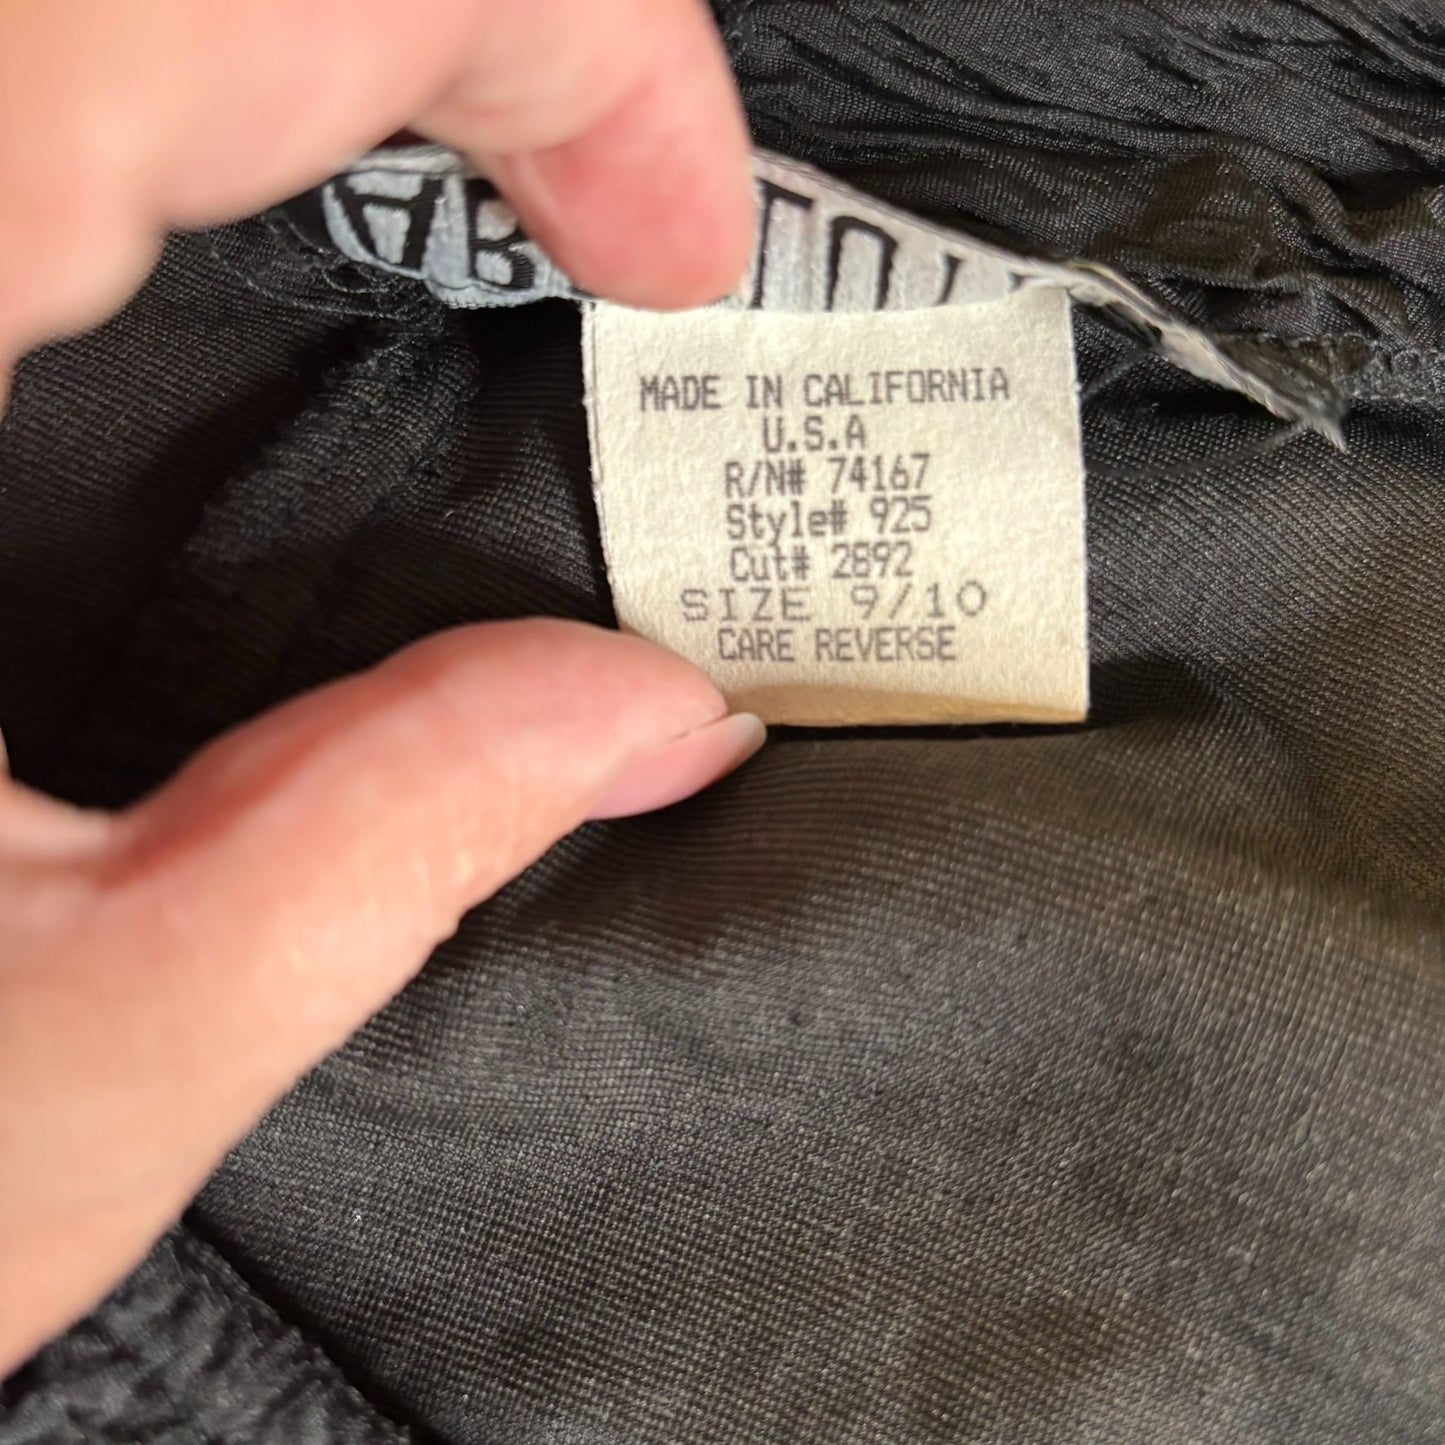 MADE IN CALIFORNIA
U.S.A
R/N# 74167
Style# 925
Cut# 2892
SIZE 9/10
CARE REVERSE